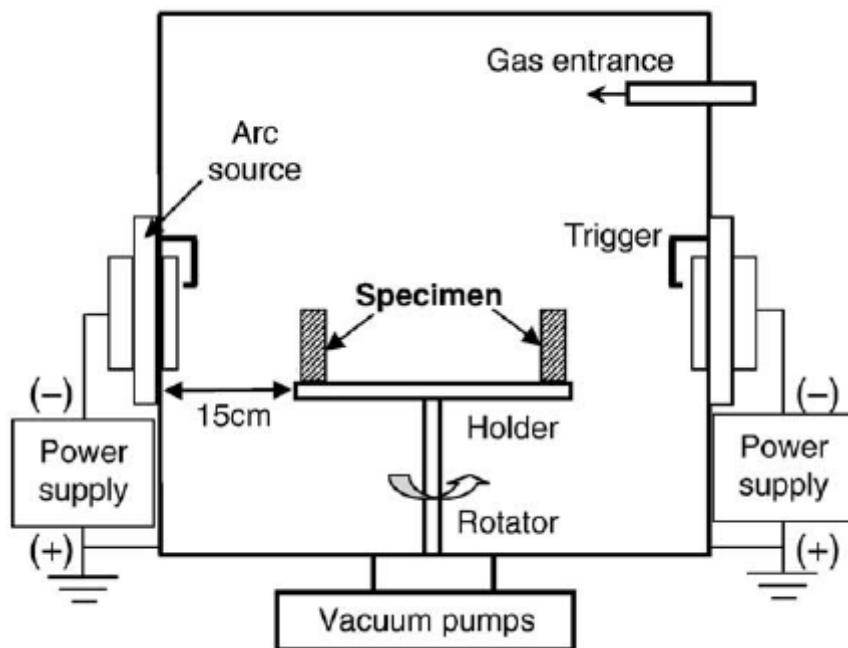 Gas entrance
Arc
source
Trigger
Specimen
(−)
15cm
Holder
(−)
Power
supply
Power
supply
Rotator
(+)
(+)
Vacuum pumps